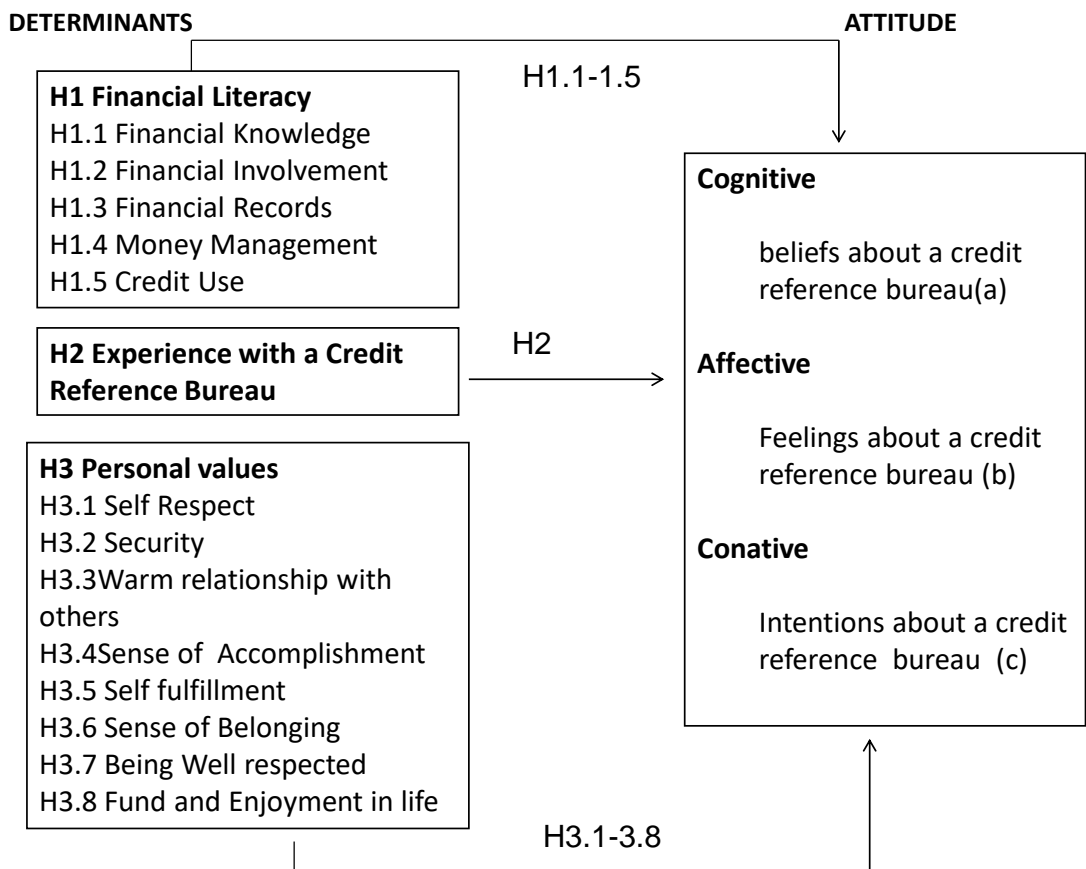 DETERMINANTS
ATTITUDE
H1.1-1.5
H1 Financial Literacy
H1.1 Financial Knowledge
H1.2 Financial Involvement
H1.3 Financial Records
H1.4 Money Management
H1.5 Credit Use
H2 Experience with a Credit
Reference Bureau
H2
H3 Personal values
H3.1 Self Respect
H3.2 Security
H3.3Warm relationship with
others
H3.4Sense of Accomplishment
H3.5 Self fulfillment
H3.6 Sense of Belonging
H3.7 Being Well respected
H3.8 Fund and Enjoyment in life
H3.1-3.8
Cognitive
beliefs about a credit
reference bureau(a)
Affective
Feelings about a credit
reference bureau (b)
Conative
Intentions about a credit
reference bureau (c)